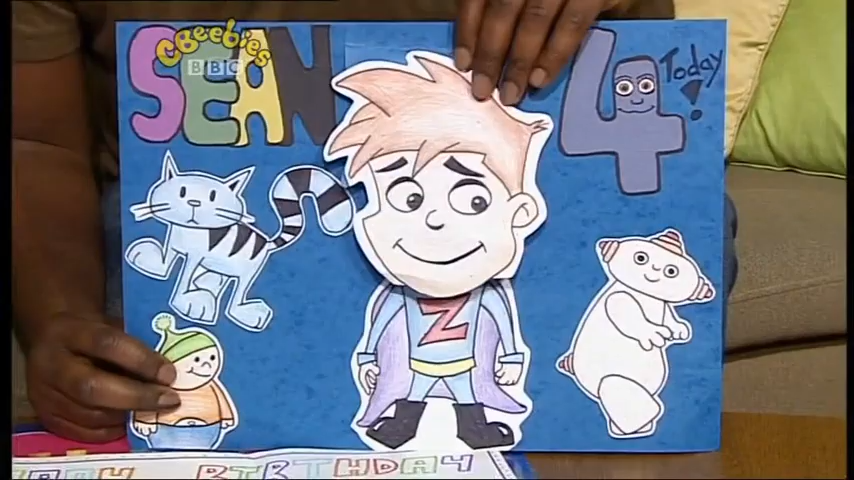 SEAN
CBeebies
BBC
4
Today
!
Z
BIRTHDAY